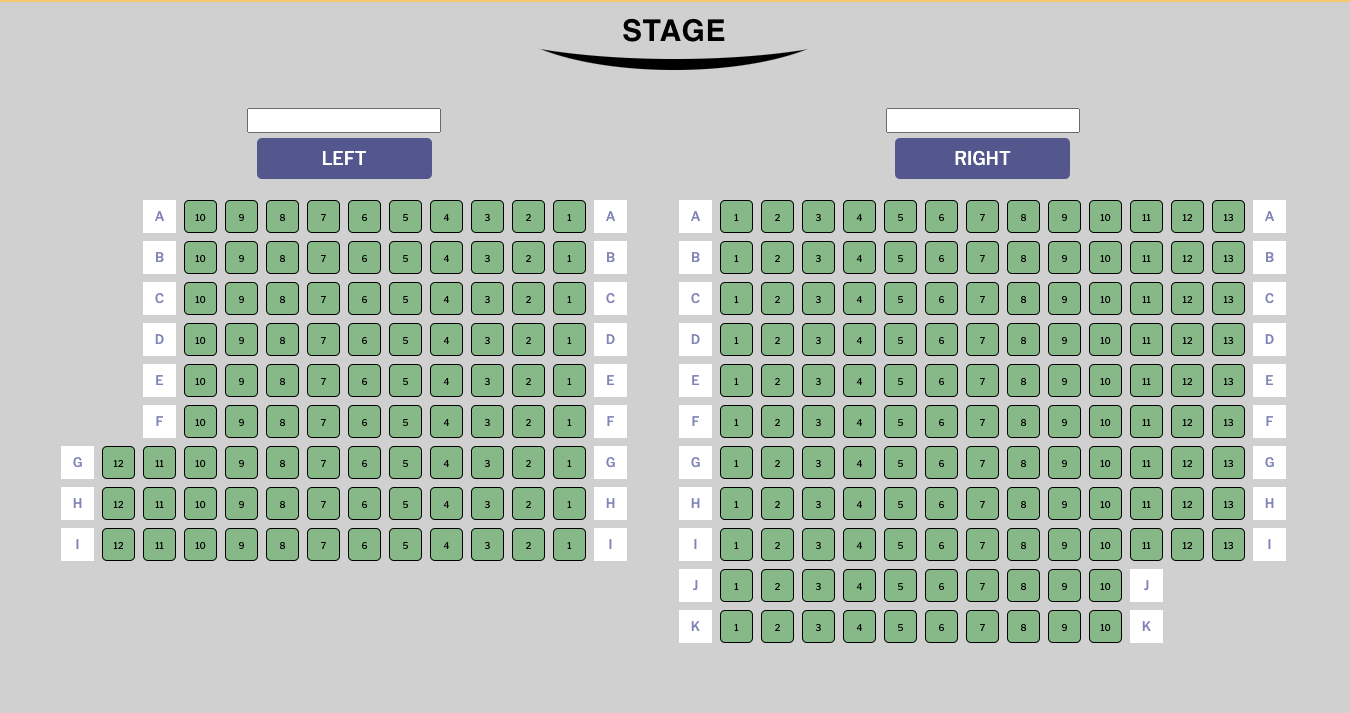 STAGE
LEFT RIGHT
A 10 9 8 7 6 5 4 3 2 1 A A 1 2 3 4 5 6 7 8 9 10 11 12 13 A
B 10 9 8 7 6 5 4 3 2 1 B B 1 2 3 4 5 6 7 8 9 10 11 12 13 B
C 10 9 8 7 6 5 4 3 2 1 C C 1 2 3 4 5 6 7 8 9 10 11 12 13 C
D 10 9 8 7 6 5 4 3 2 1 D D 1 2 3 4 5 6 7 8 9 10 11 12 13 D
E 10 9 8 7 6 5 4 3 2 1 E E 1 2 3 4 5 6 7 8 9 10 11 12 13 E
F 10 9 8 7 6 5 4 3 2 1 F F 1 2 3 4 5 6 7 8 9 10 11 12 13 F
G 12 11 10 9 8 7 6 5 4 3 2 1 G G 1 2 3 4 5 6 7 8 9 10 11 12 13 G
H 12 11 10 9 8 7 6 5 4 3 2 1 H H 1 2 3 4 5 6 7 8 9 10 11 12 13 H
I 12 11 10 9 8 7 6 5 4 3 2 1 I I 1 2 3 4 5 6 7 8 9 10 11 12 13 I
J 1 2 3 4 5 6 7 8 9 10 J
K 1 2 3 4 5 6 7 8 9 10 K